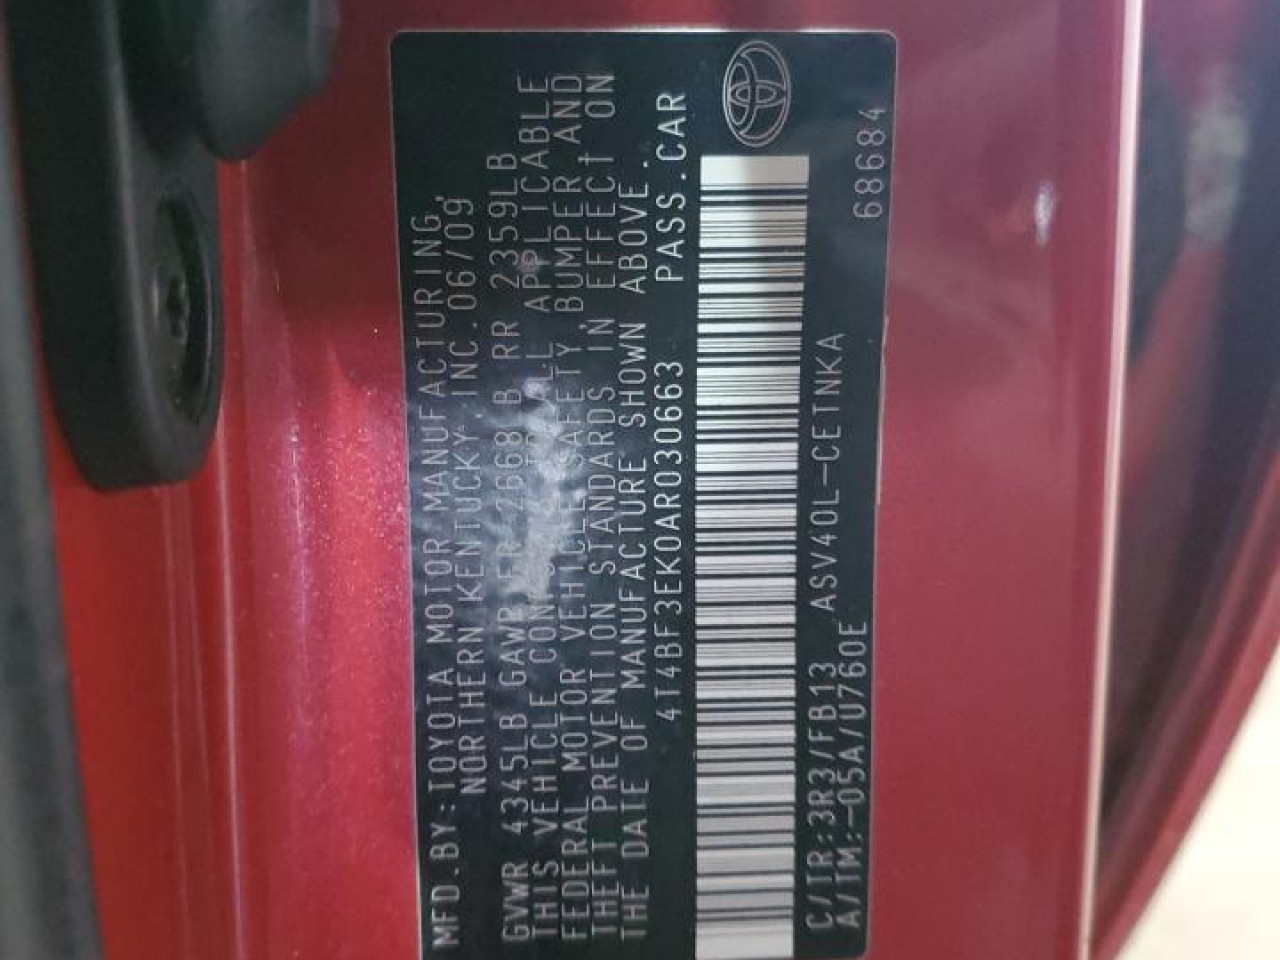 MFD.BY:TOYOTA MOTOR MANUFACTURING,
NORTHERN KENTUCKY INC. 06/09
GVWR 4345LB GAWR FR 2668LB RR 2359LB
THIS VEHICLE TO ALL APPLICABLE
FEDERAL MOTOR VEHICLE SAFETY, BUMPER, AND
THEFT PREVENTION STANDARDS IN EFFECT ON
THE DATE OF MANUFACTURE SHOWN ABOVE.
4T4BF3EK0AR030663 PASS.CAR
C/TR:3R3/FB13 ASV40L-CETNKA
A/TM:-05A/U760E 68684